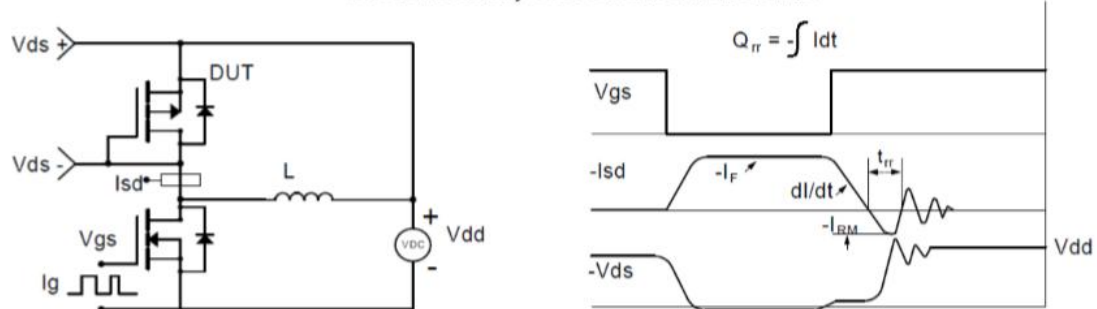 Vds +
DUT
Vds -
Isd
L
Vgs
Ig
VDC
+
-
Vdd
Qrr = -∫ Idt
Vgs
-Isd
-IF
dI/dt
trr
-IRM
-Vds
Vdd